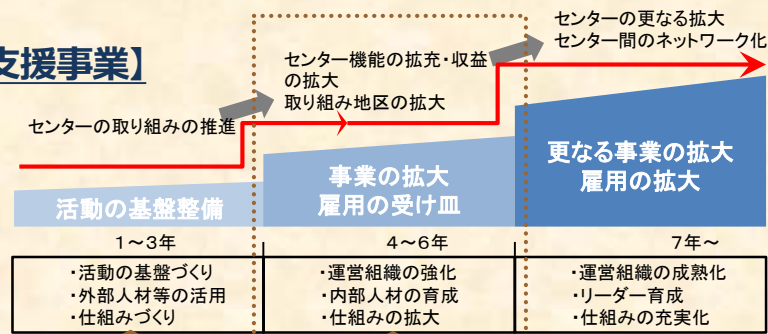 支援事業】
センターの更なる拡大
センター間のネットワーク化
センター機能の拡充・収益
の拡大
取り組み地区の拡大
センターの取り組みの推進
活動の基盤整備
事業の拡大
雇用の受け皿
更なる事業の拡大
雇用の拡大
1～3年
4～6年
7年～
・活動の基盤づくり
・外部人材等の活用
・仕組みづくり
・運営組織の強化
・内部人材の育成
・仕組みの拡大
・運営組織の成熟化
・リーダー育成
・仕組みの充実化